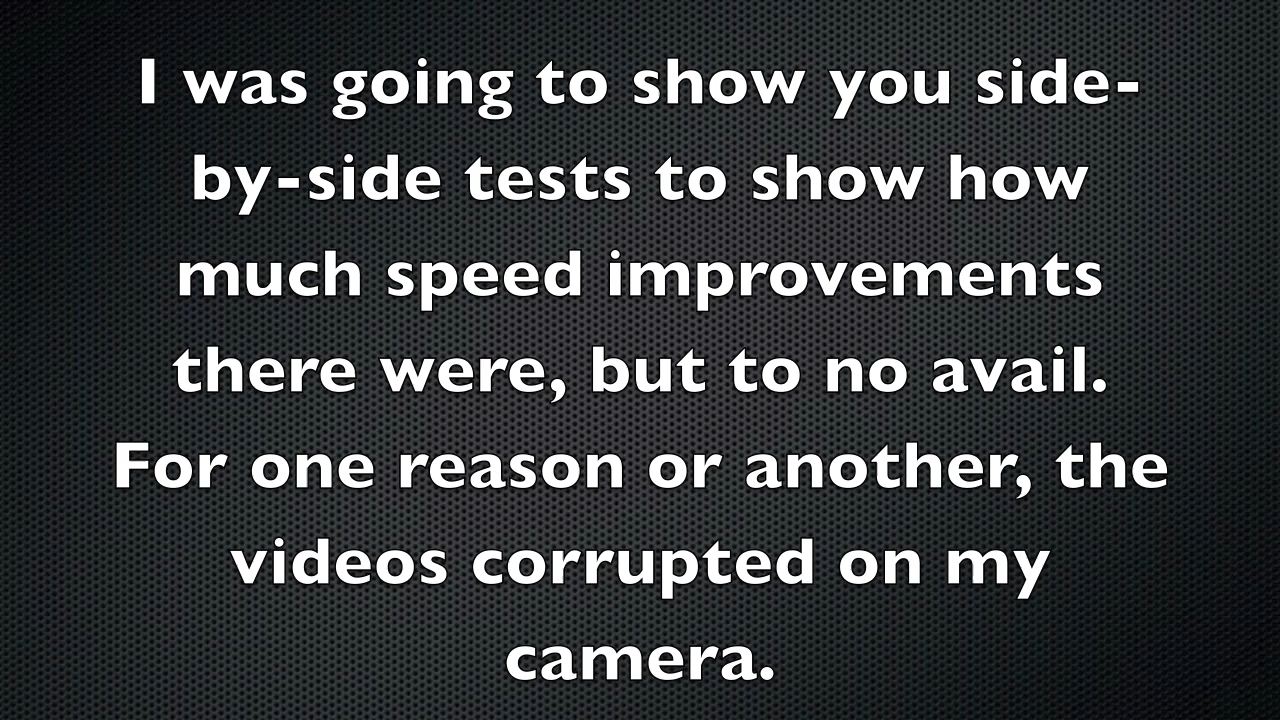 I was going to show you side-
by-side tests to show how
much speed improvements
there were, but to no avail.
For one reason or another, the
videos corrupted on my
camera.